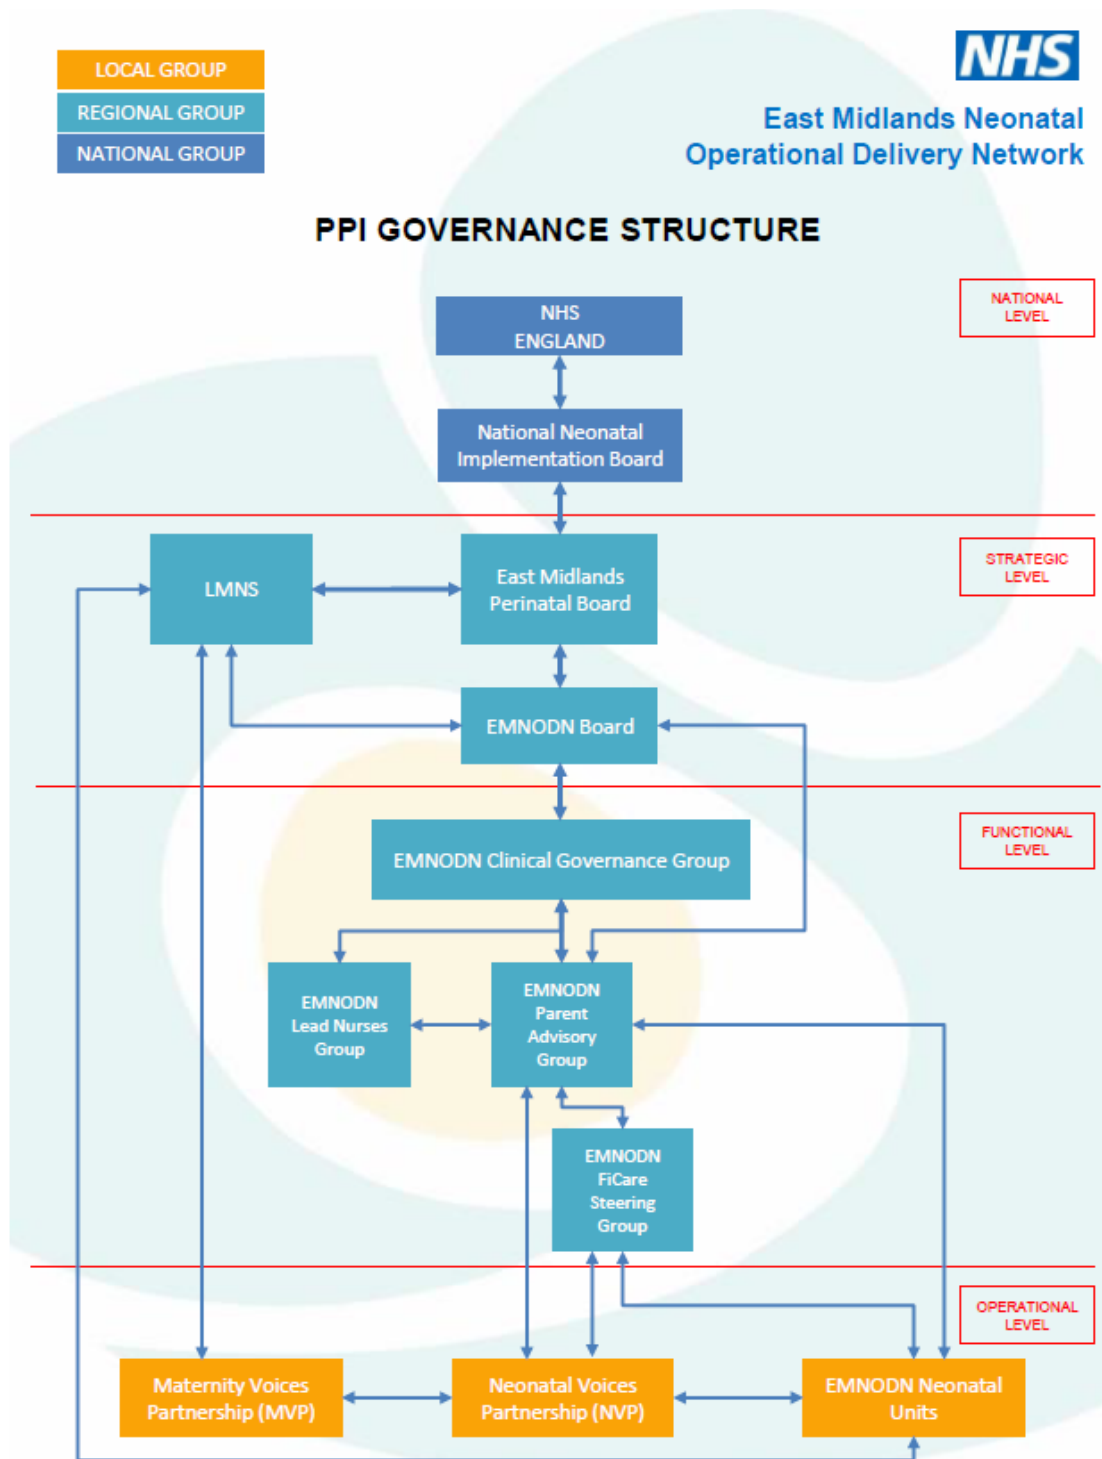 LOCAL GROUP
REGIONAL GROUP
NATIONAL GROUP
NHS
East Midlands Neonatal
Operational Delivery Network
PPI GOVERNANCE STRUCTURE
NATIONAL
LEVEL
NHS
ENGLAND
National Neonatal
Implementation Board
STRATEGIC
LEVEL
LMNS
East Midlands
Perinatal Board
EMNODN Board
FUNCTIONAL
LEVEL
EMNODN Clinical Governance Group
EMNODN
Lead Nurses
Group
EMNODN
Parent
Advisory
Group
EMNODN
FiCare
Steering
Group
OPERATIONAL
LEVEL
Maternity Voices
Partnership (MVP)
Neonatal Voices
Partnership (NVP)
EMNODN Neonatal
Units